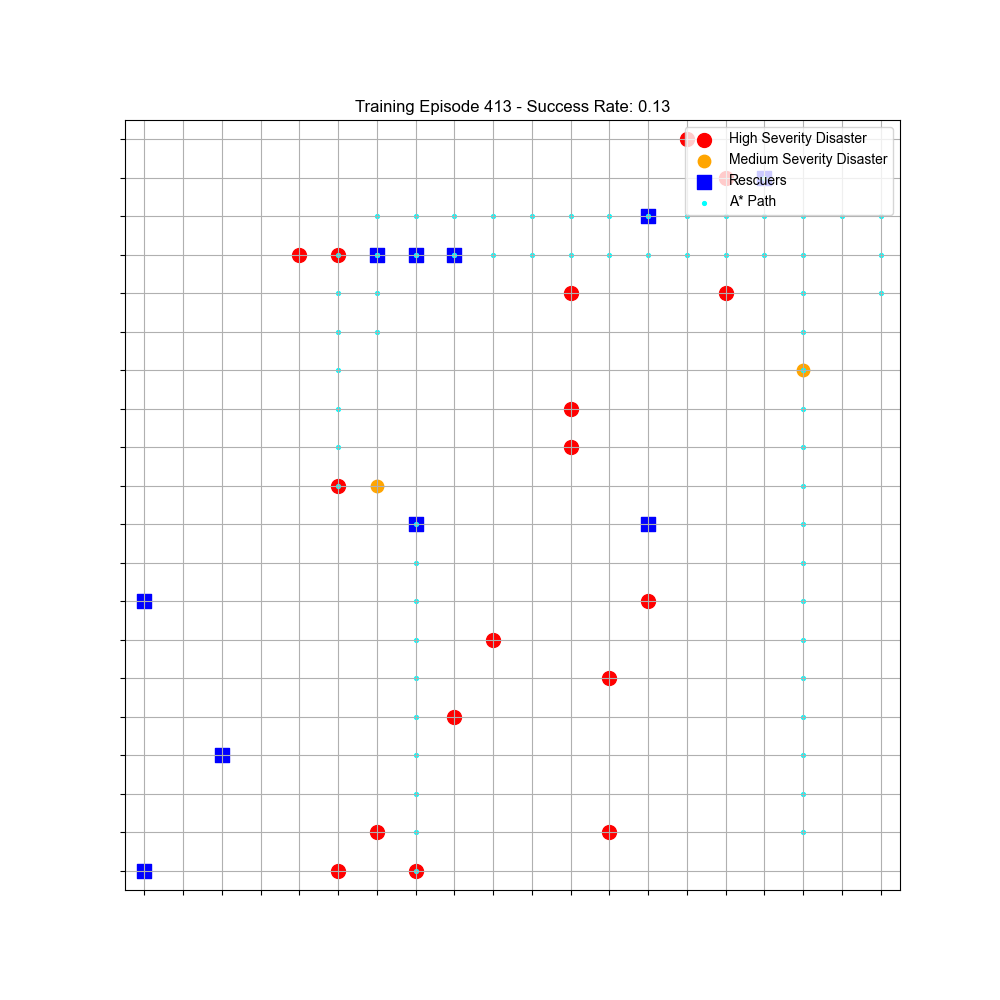 Training Episode 413 - Success Rate: 0.13
High Severity Disaster
Medium Severity Disaster
Rescuers
A* Path